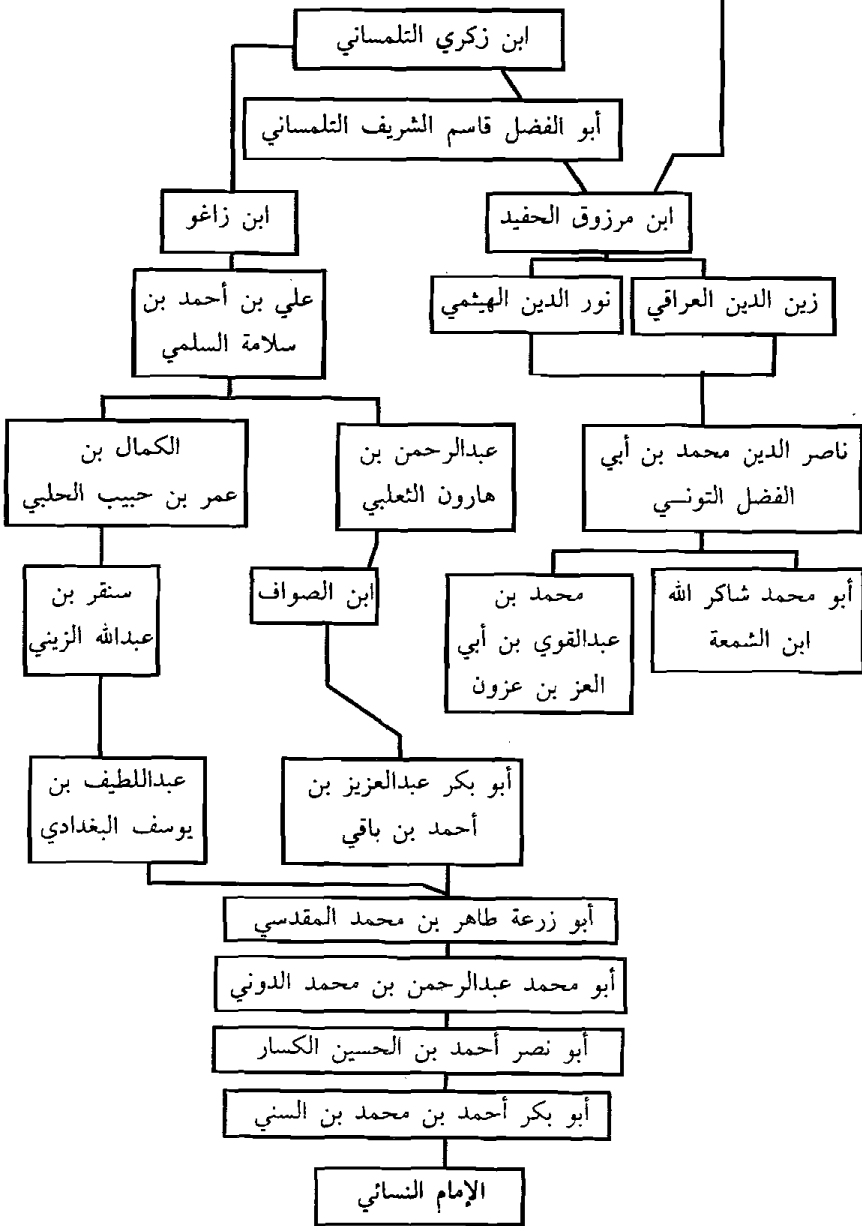 ابن زكري التلمساني
أبو الفضل قاسم الشريف التلمساني
ابن مرزوق الحفيد
ابن زاغو
زين الدين العراقي
نور الدين الهيثمي
علي بن أحمد بن
سلامة السلمي
ناصر الدين محمد بن أبي
الفضل التونسي
عبدالرحمن بن
هارون الثعلبي
الكمال بن
عمر بن حبيب الحلبي
أبو محمد شاكر الله
ابن الشمعة
محمد بن
عبدالقوي بن أبي
العز بن عزون
ابن الصواف
سنقر بن
عبدالله الزيني
أبو بكر عبدالعزيز بن
أحمد بن باقي
عبداللطيف بن
يوسف البغدادي
أبو زرعة طاهر بن محمد المقدسي
أبو محمد عبدالرحمن بن محمد الدوني
أبو نصر أحمد بن الحسين الكسار
أبو بكر أحمد بن محمد بن السني
الإمام النسائي